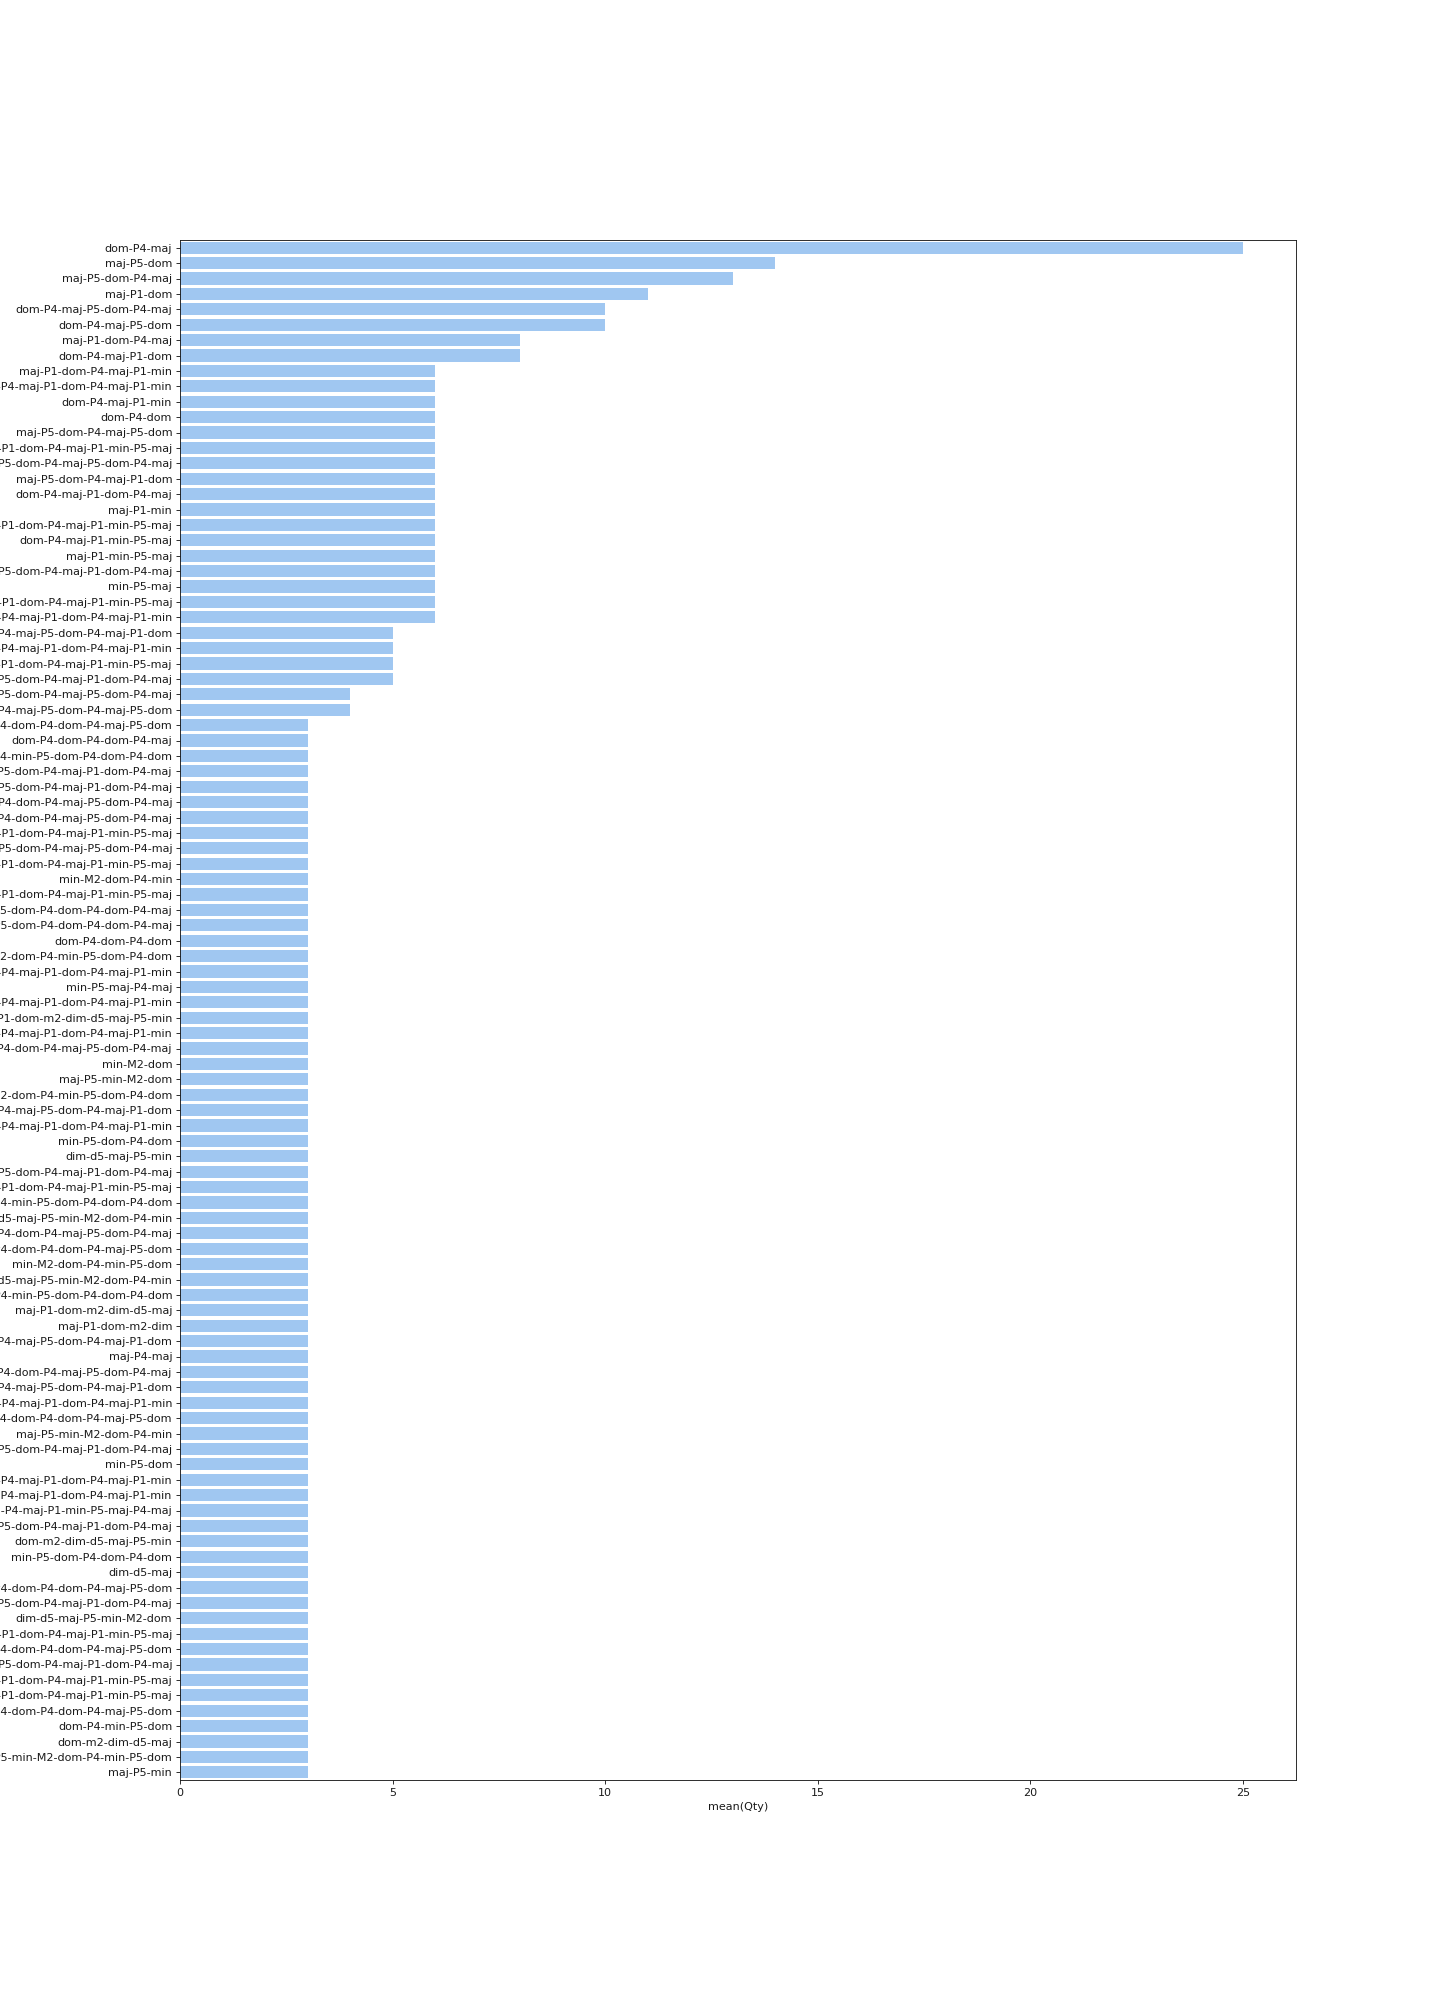 dom-P4-maj
maj-P5-dom
maj-P5-dom-P4-maj
maj-P1-dom
dom-P4-maj-P5-dom-P4-maj
dom-P4-maj-P5-dom
maj-P1-dom-P4-maj
dom-P4-maj-P1-dom
maj-P1-dom-P4-maj-P1-min
P4-maj-P1-dom-P4-maj-P1-min
dom-P4-maj-P1-min
dom-P4-dom
maj-P5-dom-P4-maj-P5-dom
-P1-dom-P4-maj-P1-min-P5-maj
P5-dom-P4-maj-P5-dom-P4-maj
maj-P5-dom-P4-maj-P1-dom
dom-P4-maj-P1-dom-P4-maj
maj-P1-min
-P1-dom-P4-maj-P1-min-P5-maj
dom-P4-maj-P1-min-P5-maj
maj-P1-min-P5-maj
P5-dom-P4-maj-P1-dom-P4-maj
min-P5-maj
-P1-dom-P4-maj-P1-min-P5-maj
-P4-maj-P1-dom-P4-maj-P1-min
P4-maj-P5-dom-P4-maj-P1-dom
-P4-maj-P1-dom-P4-maj-P1-min
-P1-dom-P4-maj-P1-min-P5-maj
P5-dom-P4-maj-P1-dom-P4-maj
P5-dom-P4-maj-P5-dom-P4-maj
P4-maj-P5-dom-P4-maj-P5-dom
4-dom-P4-dom-P4-maj-P5-dom
dom-P4-dom-P4-dom-P4-maj
4-min-P5-dom-P4-dom-P4-dom
P5-dom-P4-maj-P1-dom-P4-maj
P5-dom-P4-maj-P1-dom-P4-maj
P4-dom-P4-maj-P5-dom-P4-maj
P4-dom-P4-maj-P5-dom-P4-maj
-P1-dom-P4-maj-P1-min-P5-maj
P5-dom-P4-maj-P5-dom-P4-maj
-P1-dom-P4-maj-P1-min-P5-maj
min-M2-dom-P4-min
-P1-dom-P4-maj-P1-min-P5-maj
5-dom-P4-dom-P4-dom-P4-maj
5-dom-P4-dom-P4-dom-P4-maj
dom-P4-dom-P4-dom
2-dom-P4-min-P5-dom-P4-dom
-P4-maj-P1-dom-P4-maj-P1-min
min-P5-maj-P4-maj
-P4-maj-P1-dom-P4-maj-P1-min
P1-dom-m2-dim-d5-maj-P5-min
-P4-maj-P1-dom-P4-maj-P1-min
P4-dom-P4-maj-P5-dom-P4-maj
min-M2-dom
maj-P5-min-M2-dom
2-dom-P4-min-P5-dom-P4-dom
P4-maj-P5-dom-P4-maj-P1-dom
-P4-maj-P1-dom-P4-maj-P1-min
min-P5-dom-P4-dom
dim-d5-maj-P5-min
P5-dom-P4-maj-P1-dom-P4-maj
-P1-dom-P4-maj-P1-min-P5-maj
4-min-P5-dom-P4-dom-P4-dom
d5-maj-P5-min-M2-dom-P4-min
P4-dom-P4-maj-P5-dom-P4-maj
4-dom-P4-dom-P4-maj-P5-dom
min-M2-dom-P4-min-P5-dom
d5-maj-P5-min-M2-dom-P4-min
4-min-P5-dom-P4-dom-P4-dom
maj-P1-dom-m2-dim-d5-maj
maj-P1-dom-m2-dim
P4-maj-P5-dom-P4-maj-P1-dom
maj-P4-maj
P4-dom-P4-maj-P5-dom-P4-maj
P4-maj-P5-dom-P4-maj-P1-dom
-P4-maj-P1-dom-P4-maj-P1-min
4-dom-P4-dom-P4-maj-P5-dom
maj-P5-min-M2-dom-P4-min
P5-dom-P4-maj-P1-dom-P4-maj
min-P5-dom
-P4-maj-P1-dom-P4-maj-P1-min
P4-maj-P1-dom-P4-maj-P1-min
-P4-maj-P1-min-P5-maj-P4-maj
P5-dom-P4-maj-P1-dom-P4-maj
dom-m2-dim-d5-maj-P5-min
min-P5-dom-P4-dom-P4-dom
dim-d5-maj
4-dom-P4-dom-P4-maj-P5-dom
P5-dom-P4-maj-P1-dom-P4-maj
dim-d5-maj-P5-min-M2-dom
-P1-dom-P4-maj-P1-min-P5-maj
4-dom-P4-dom-P4-maj-P5-dom
P5-dom-P4-maj-P1-dom-P4-maj
-P1-dom-P4-maj-P1-min-P5-maj
-P1-dom-P4-maj-P1-min-P5-maj
4-dom-P4-dom-P4-maj-P5-dom
dom-P4-min-P5-dom
dom-m2-dim-d5-maj
P5-min-M2-dom-P4-min-P5-dom
maj-P5-min
0 5 10 15 20 25
mean(Qty)